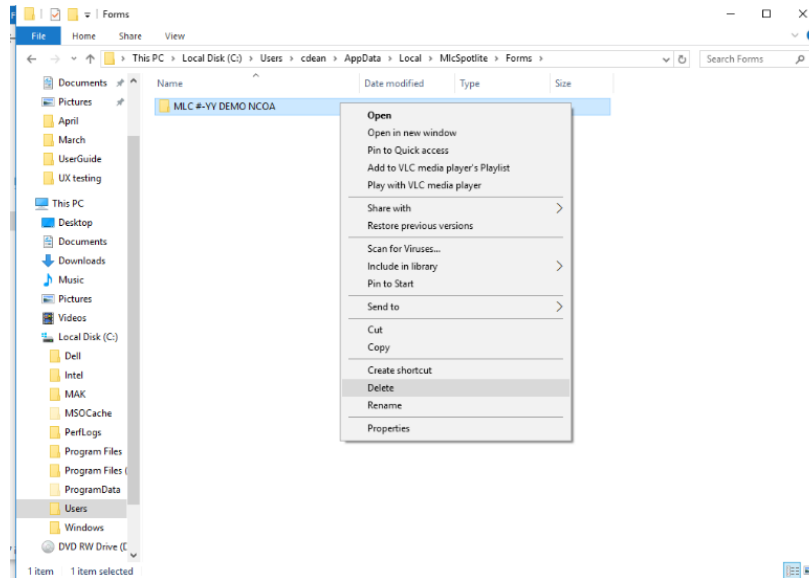 Forms
File Home Share View
This PC > Local Disk (C:) > Users > cdean > AppData > Local > MlcSpotlite > Forms >
Search Forms
Name Date modified Type Size
Documents
Pictures
April
March
UserGuide
UX testing
This PC
Desktop
Documents
Downloads
Music
Pictures
Videos
Local Disk (C:)
Dell
Intel
MAK
MSOCache
PerfLogs
Program Files
Program Files (
ProgramData
Users
Windows
DVD RW Drive (D
MLC #-YY DEMO NCOA
Open
Open in new window
Pin to Quick access
Add to VLC media player's Playlist
Play with VLC media player
Share with
Restore previous versions
Scan for Viruses...
Include in library
Pin to Start
Send to
Cut
Copy
Create shortcut
Delete
Rename
Properties
1 item 1 item selected